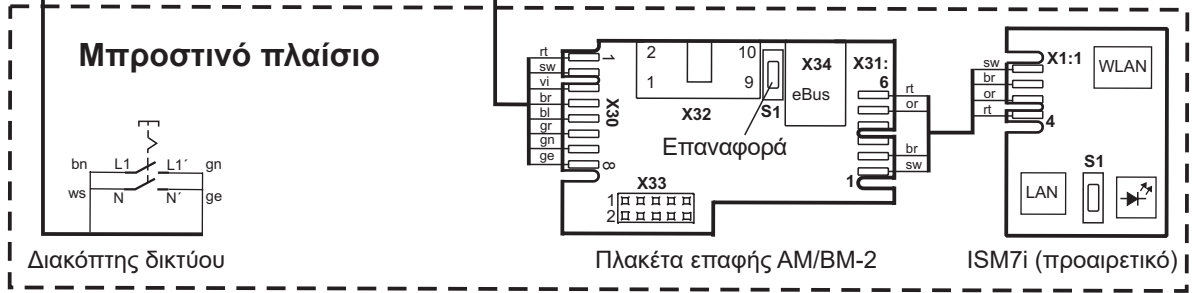 Μπροστινό πλαίσιο
bn L1 L1´ gn
ws N N´ ge
Διακόπτης δικτύου
rt
sw
vi
br
bl
gr
gn
ge
1
X30
8
2 10
1 9
X32
S1
X34
eBus
Επαναφορά
X33
1
2
X31:
6
1
rt
or
br
sw
Πλακέτα επαφής AM/BM-2
sw
br
or
rt
X1:1
4
WLAN
S1
LAN
ISM7i (προαιρετικό)